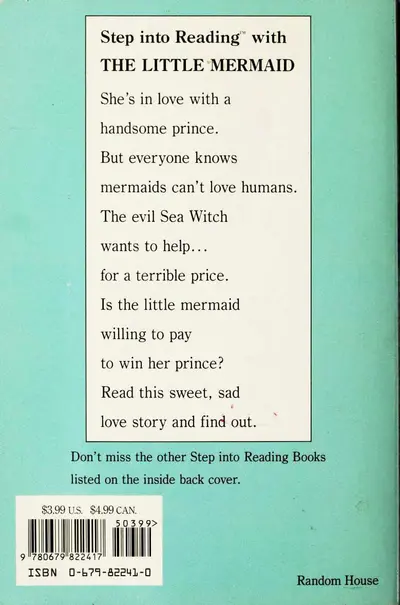 Step into Reading™ with
THE LITTLE MERMAID
She's in love with a
handsome prince.
But everyone knows
mermaids can't love humans.
The evil Sea Witch
wants to help...
for a terrible price.
Is the little mermaid
willing to pay
to win her prince?
Read this sweet, sad
love story and find out.
Don't miss the other Step into Reading Books
listed on the inside back cover.
$3.99 U.S. $4.99 CAN.
50399>
9 780679 822417
ISBN 0-679-82241-0
Random House